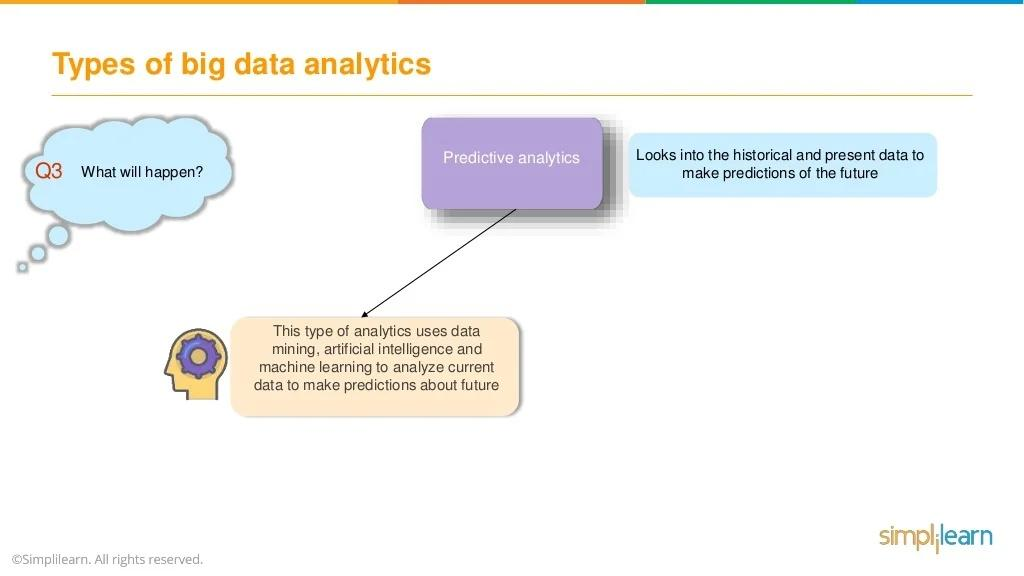 Types of big data analytics
Q3 What will happen?
Predictive analytics
Looks into the historical and present data to
make predictions of the future
This type of analytics uses data
mining, artificial intelligence and
machine learning to analyze current
data to make predictions about future
simplilearn
©Simplilearn. All rights reserved.